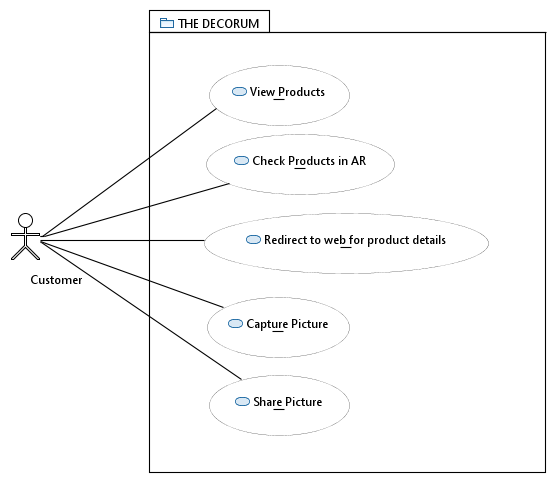 THE DECORUM
View Products
Check Products in AR
Redirect to web for product details
Customer
Capture Picture
Share Picture